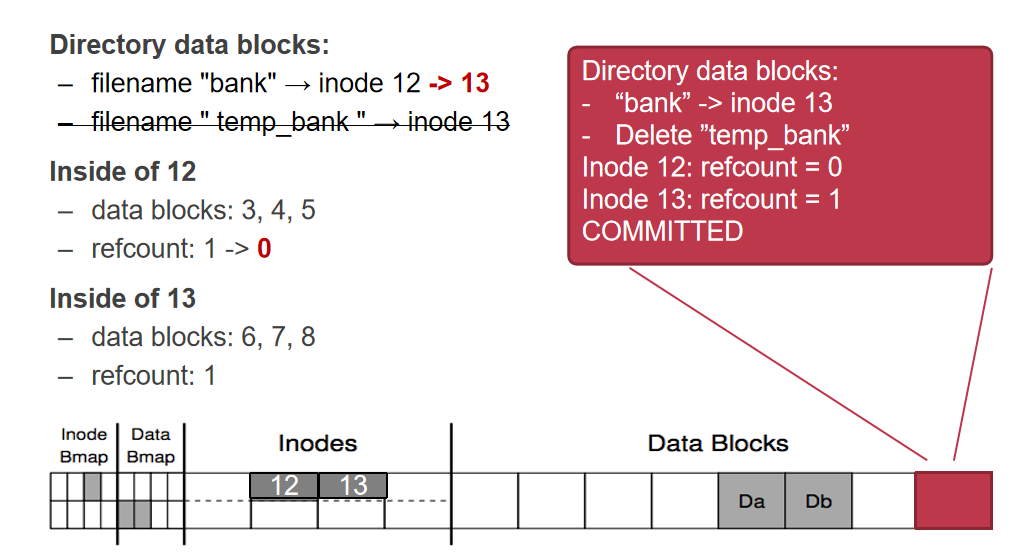 Directory data blocks:
– filename "bank" → inode 12 -> 13
– filename " temp_bank " → inode 13
Inside of 12
– data blocks: 3, 4, 5
– refcount: 1 -> 0
Inside of 13
– data blocks: 6, 7, 8
– refcount: 1
Directory data blocks:
- “bank” -> inode 13
- Delete ”temp_bank”
Inode 12: refcount = 0
Inode 13: refcount = 1
COMMITTED
Inode
Bmap
Data
Bmap
Inodes
Data Blocks
12
13
Da
Db